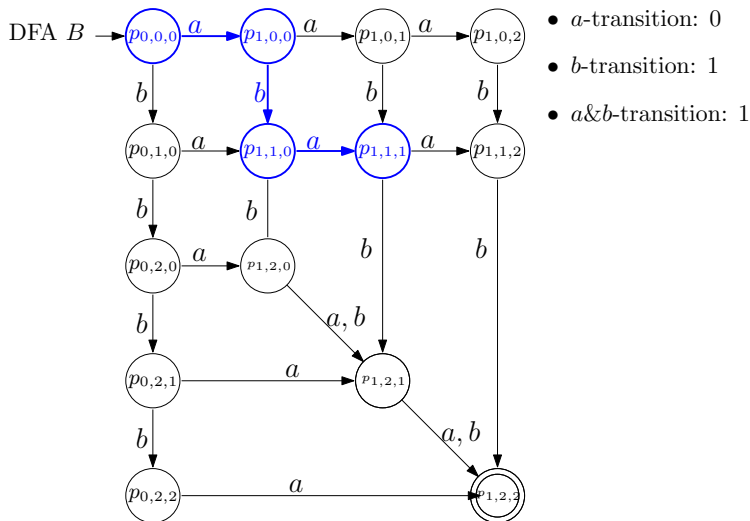 DFA B p0,0,0 a p1,0,0 a p1,0,1 a p1,0,2
• a-transition: 0
• b-transition: 1
• a&b-transition: 1
b b b b
p0,1,0 a p1,1,0 a p1,1,1 a p1,1,2
b b b b
p0,2,0 a p1,2,0
b a, b
p0,2,1 a p1,2,1
b a, b
p0,2,2 a p1,2,2